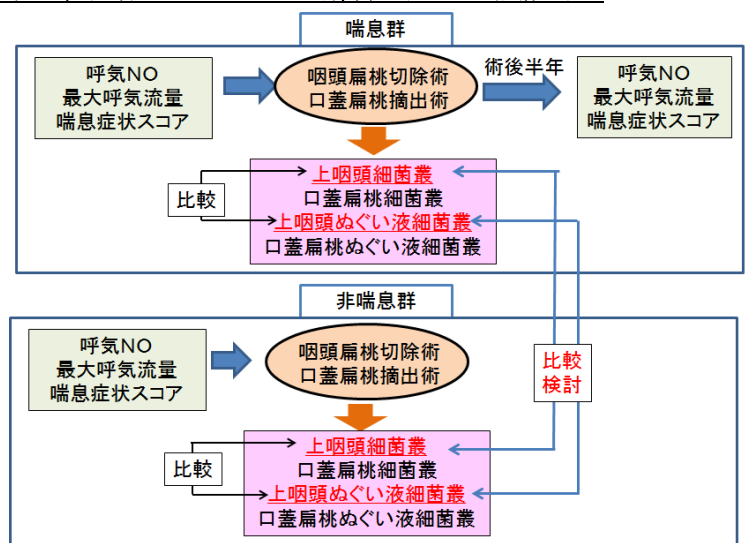 喘息群
呼気NO
最大呼気流量
喘息症状スコア
咽頭扁桃切除術
口蓋扁桃摘出術
術後半年
呼気NO
最大呼気流量
喘息症状スコア
比較
上咽頭細菌叢
口蓋扁桃細菌叢
上咽頭ぬぐい液細菌叢
口蓋扁桃ぬぐい液細菌叢
非喘息群
呼気NO
最大呼気流量
喘息症状スコア
咽頭扁桃切除術
口蓋扁桃摘出術
比較
検討
比較
上咽頭細菌叢
口蓋扁桃細菌叢
上咽頭ぬぐい液細菌叢
口蓋扁桃ぬぐい液細菌叢